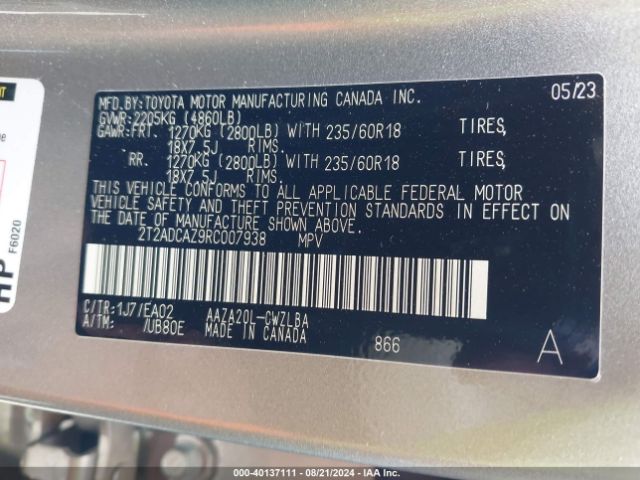 MFD.BY:TOYOTA MOTOR MANUFACTURING CANADA INC. 05/23
GVWR:2205KG (4860LB)
GAWR:FRT. 1270KG (2800LB) WITH 235/60R18 TIRES,
18X7.5J RIMS.
RR. 1270KG (2800LB) WITH 235/60R18 TIRES,
18X7.5J RIMS.
THIS VEHICLE CONFORMS TO ALL APPLICABLE FEDERAL MOTOR
VEHICLE SAFETY AND THEFT PREVENTION STANDARDS IN EFFECT ON
THE DATE OF MANUFACTURE SHOWN ABOVE.
2T2ADCAZ9RC007938 MPV
C/TR:1J7/EA02 AAZA20L-CWZLBA
A/TM: /UB80E MADE IN CANADA 866 A
HP
F6020
000-40137111 - 08/21/2024 - IAA Inc.